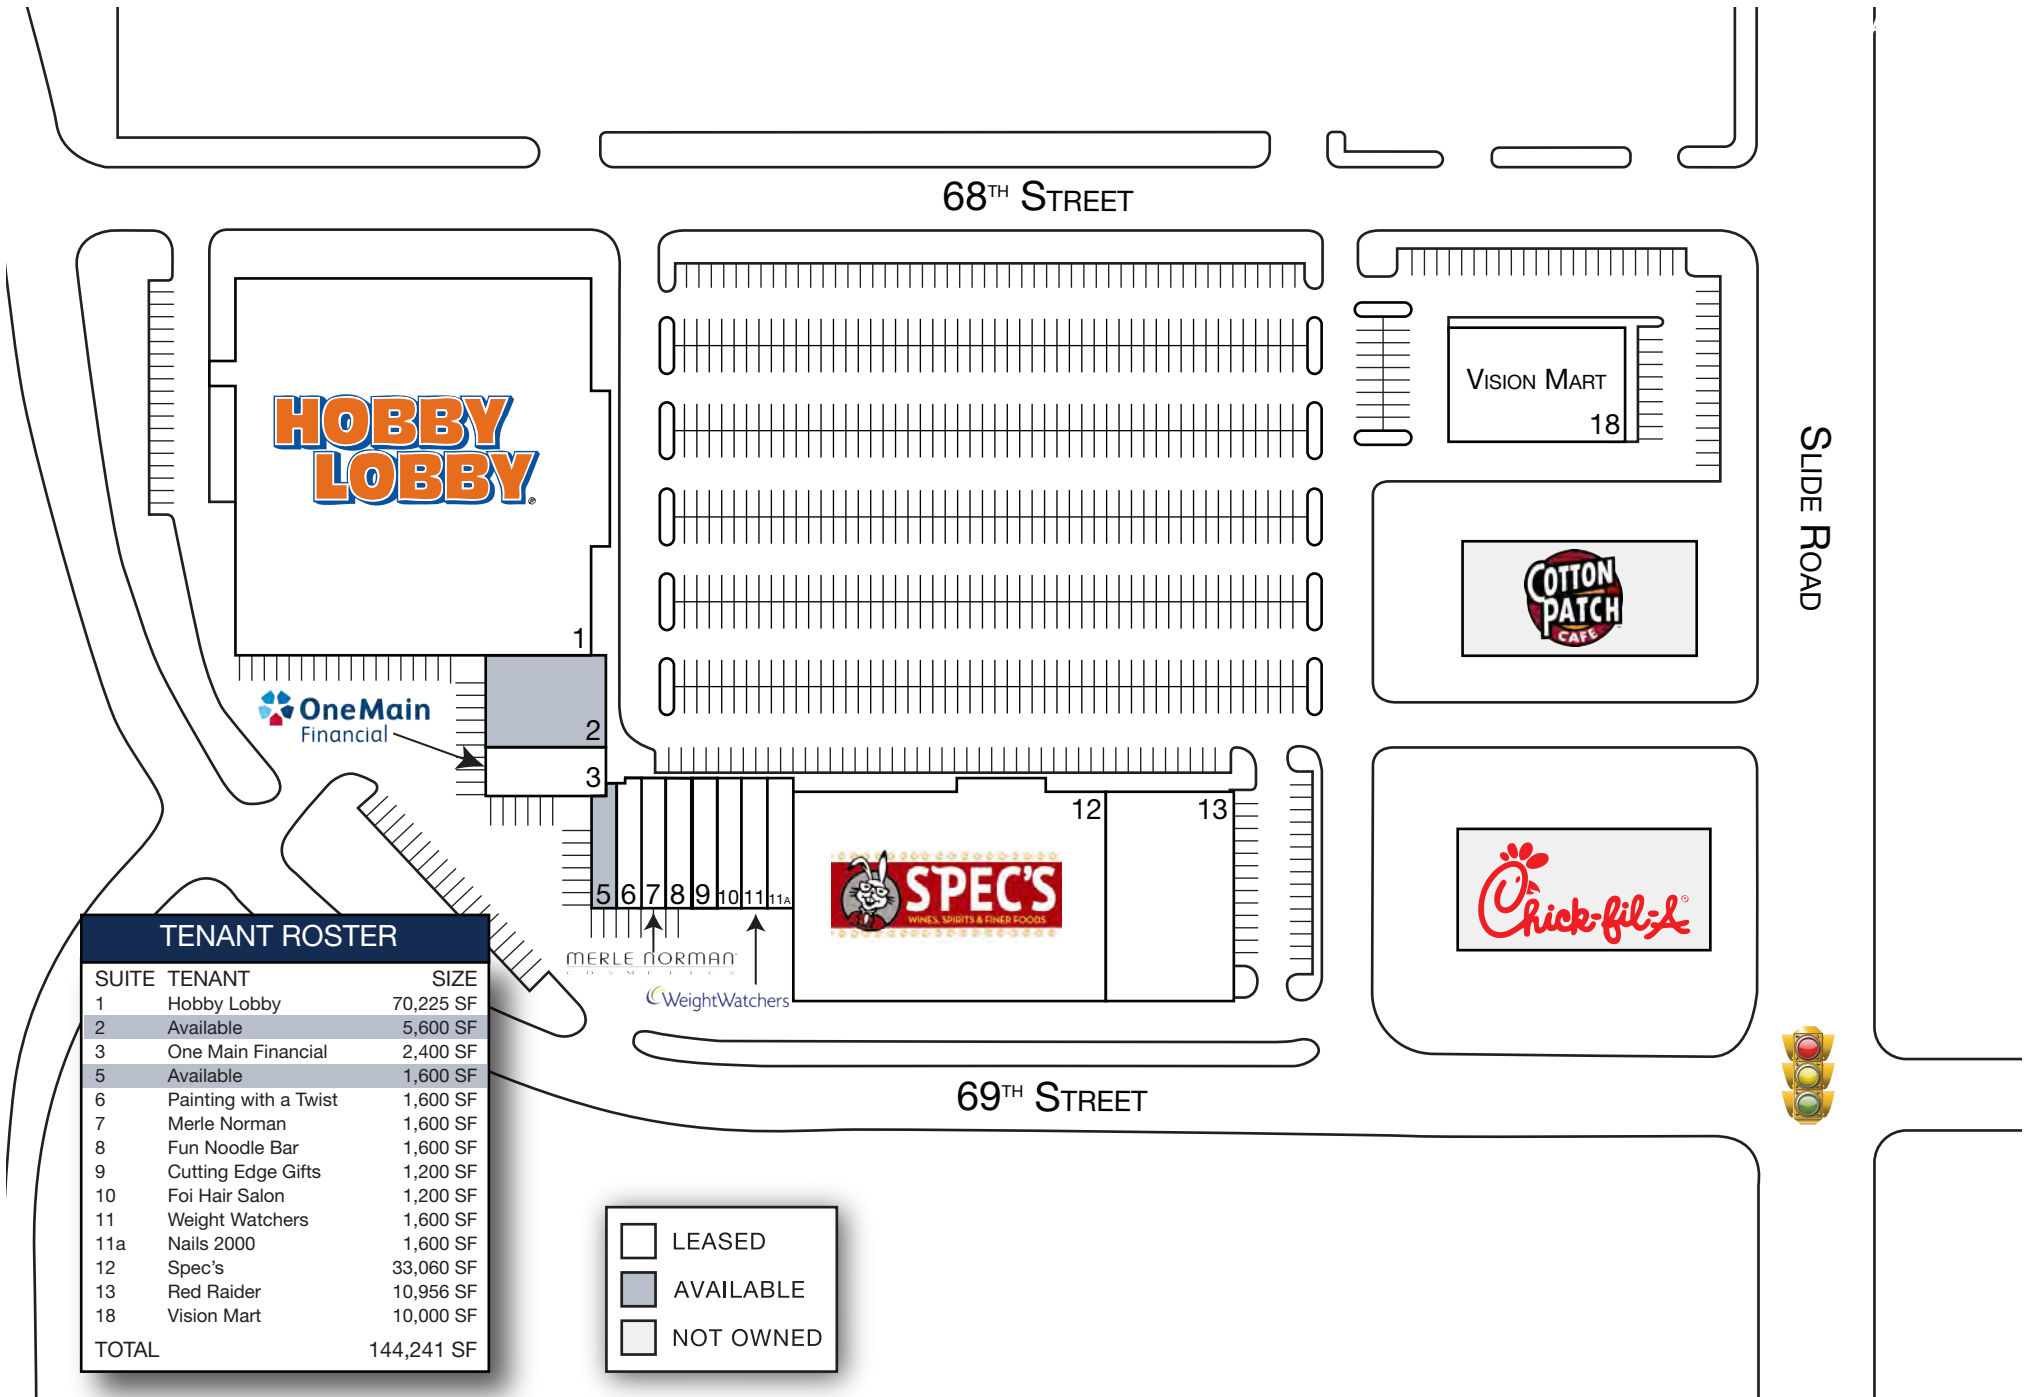 68TH STREET
HOBBY
LOBBY
1
VISION MART
18
SLIDE ROAD
COTTON
PATCH
CAFE
OneMain
Financial
2
3
12
13
5 6 7 8 9 10 11 11A
SPEC'S
WINES, SPIRITS & FINER FOODS
Chick-fil-A
MERLE NORMAN
COSMETICS
WeightWatchers
69TH STREET
TENANT ROSTER
SUITE TENANT SIZE
1 Hobby Lobby 70,225 SF
2 Available 5,600 SF
3 One Main Financial 2,400 SF
5 Available 1,600 SF
6 Painting with a Twist 1,600 SF
7 Merle Norman 1,600 SF
8 Fun Noodle Bar 1,600 SF
9 Cutting Edge Gifts 1,200 SF
10 Foi Hair Salon 1,200 SF
11 Weight Watchers 1,600 SF
11a Nails 2000 1,600 SF
12 Spec's 33,060 SF
13 Red Raider 10,956 SF
18 Vision Mart 10,000 SF
TOTAL 144,241 SF
LEASED
AVAILABLE
NOT OWNED